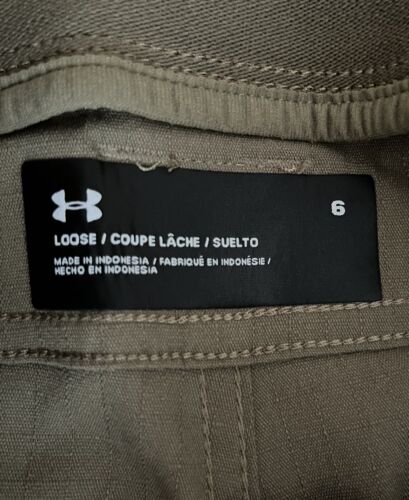 6
LOOSE / COUPE LÂCHE / SUELTO
MADE IN INDONESIA / FABRIQUÉ EN INDONÉSIE /
HECHO EN INDONESIA